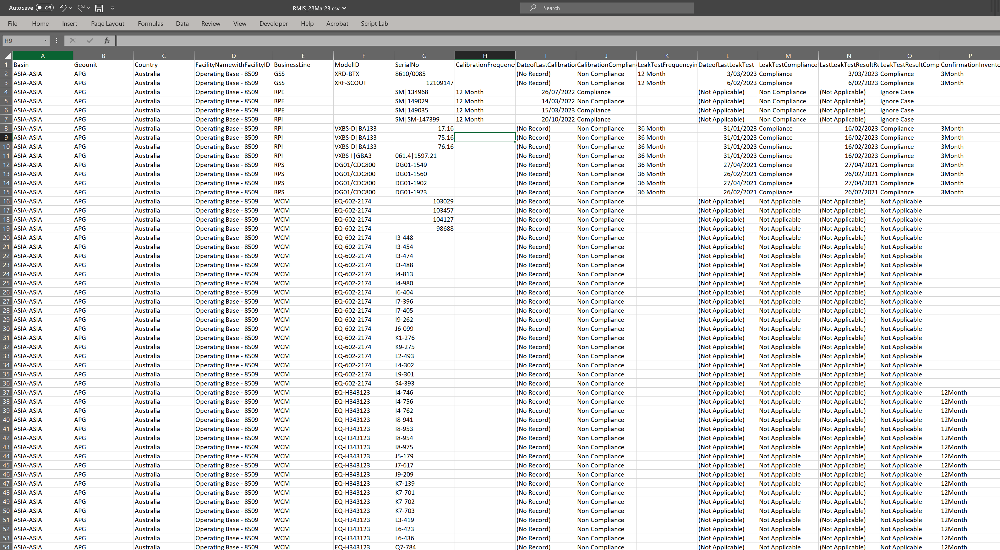 AutoSave Off RMIS_28Mar23.csv Search
File Home Insert Page Layout Formulas Data Review View Developer Help Acrobat Script Lab
H9 fx
A B C D E F G H I J K L M N O P
1 Basin Geounit Country FacilityNamewithFacilityID BusinessLine ModelID SerialNo CalibrationFrequency DateofLastCalibratio CalibrationComplian LeakTestFrequencyin DateofLastLeakTest LeakTestCompliance LastLeakTestResultRe LeakTestResultComp ConfirmationInvento
2 ASIA-ASIA APG Australia Operating Base - 8509 GSS XRD-BTX 8610/0085 (No Record) Non Compliance 12 Month 3/03/2023 Compliance 3/03/2023 Compliance 3Month
3 ASIA-ASIA APG Australia Operating Base - 8509 GSS XRF-SCOUT 12109147 (No Record) Non Compliance 12 Month 6/02/2023 Compliance 6/02/2023 Compliance 3Month
4 ASIA-ASIA APG Australia Operating Base - 8509 RPE SM|134968 12 Month 26/07/2022 Compliance (Not Applicable) Non Compliance (Not Applicable) Ignore Case
5 ASIA-ASIA APG Australia Operating Base - 8509 RPE SM|149029 12 Month 14/03/2022 Non Compliance (Not Applicable) Non Compliance (Not Applicable) Ignore Case
6 ASIA-ASIA APG Australia Operating Base - 8509 RPE SM|149035 12 Month 15/03/2023 Compliance (Not Applicable) Non Compliance (Not Applicable) Ignore Case
7 ASIA-ASIA APG Australia Operating Base - 8509 RPI SM|SM-147399 12 Month 20/10/2022 Compliance (Not Applicable) Non Compliance (Not Applicable) Ignore Case
8 ASIA-ASIA APG Australia Operating Base - 8509 RPI VXBS-D|BA133 17.16 (No Record) Non Compliance 36 Month 31/01/2023 Compliance 16/02/2023 Compliance 3Month
9 ASIA-ASIA APG Australia Operating Base - 8509 RPI VXBS-D|BA133 75.16 (No Record) Non Compliance 36 Month 31/01/2023 Compliance 16/02/2023 Compliance 3Month
10 ASIA-ASIA APG Australia Operating Base - 8509 RPI VXBS-D|BA133 76.16 (No Record) Non Compliance 36 Month 31/01/2023 Compliance 16/02/2023 Compliance 3Month
11 ASIA-ASIA APG Australia Operating Base - 8509 RPI VXBS-I|GBA3 061.4|1597.21 (No Record) Non Compliance 36 Month 31/01/2023 Compliance 16/02/2023 Compliance 3Month
12 ASIA-ASIA APG Australia Operating Base - 8509 RPS DG01/CDC800 DG01-1549 (No Record) Non Compliance 36 Month 27/04/2021 Compliance 27/04/2021 Compliance 3Month
13 ASIA-ASIA APG Australia Operating Base - 8509 RPS DG01/CDC800 DG01-1560 (No Record) Non Compliance 36 Month 26/02/2021 Compliance 26/02/2021 Compliance 3Month
14 ASIA-ASIA APG Australia Operating Base - 8509 RPS DG01/CDC800 DG01-1902 (No Record) Non Compliance 36 Month 27/04/2021 Compliance 27/04/2021 Compliance 3Month
15 ASIA-ASIA APG Australia Operating Base - 8509 RPS DG01/CDC800 DG01-1923 (No Record) Non Compliance 36 Month 26/02/2021 Compliance 26/02/2021 Compliance 3Month
16 ASIA-ASIA APG Australia Operating Base - 8509 WCM EQ-602-2174 103029 (No Record) Non Compliance (Not Applicable) Not Applicable (Not Applicable) Not Applicable
17 ASIA-ASIA APG Australia Operating Base - 8509 WCM EQ-602-2174 103457 (No Record) Non Compliance (Not Applicable) Not Applicable (Not Applicable) Not Applicable
18 ASIA-ASIA APG Australia Operating Base - 8509 WCM EQ-602-2174 104127 (No Record) Non Compliance (Not Applicable) Not Applicable (Not Applicable) Not Applicable
19 ASIA-ASIA APG Australia Operating Base - 8509 WCM EQ-602-2174 98688 (No Record) Non Compliance (Not Applicable) Not Applicable (Not Applicable) Not Applicable
20 ASIA-ASIA APG Australia Operating Base - 8509 WCM EQ-602-2174 I3-448 (No Record) Non Compliance (Not Applicable) Not Applicable (Not Applicable) Not Applicable
21 ASIA-ASIA APG Australia Operating Base - 8509 WCM EQ-602-2174 I3-454 (No Record) Non Compliance (Not Applicable) Not Applicable (Not Applicable) Not Applicable
22 ASIA-ASIA APG Australia Operating Base - 8509 WCM EQ-602-2174 I3-474 (No Record) Non Compliance (Not Applicable) Not Applicable (Not Applicable) Not Applicable
23 ASIA-ASIA APG Australia Operating Base - 8509 WCM EQ-602-2174 I3-488 (No Record) Non Compliance (Not Applicable) Not Applicable (Not Applicable) Not Applicable
24 ASIA-ASIA APG Australia Operating Base - 8509 WCM EQ-602-2174 I4-813 (No Record) Non Compliance (Not Applicable) Not Applicable (Not Applicable) Not Applicable
25 ASIA-ASIA APG Australia Operating Base - 8509 WCM EQ-602-2174 I4-980 (No Record) Non Compliance (Not Applicable) Not Applicable (Not Applicable) Not Applicable
26 ASIA-ASIA APG Australia Operating Base - 8509 WCM EQ-602-2174 I6-404 (No Record) Non Compliance (Not Applicable) Not Applicable (Not Applicable) Not Applicable
27 ASIA-ASIA APG Australia Operating Base - 8509 WCM EQ-602-2174 I7-396 (No Record) Non Compliance (Not Applicable) Not Applicable (Not Applicable) Not Applicable
28 ASIA-ASIA APG Australia Operating Base - 8509 WCM EQ-602-2174 I7-405 (No Record) Non Compliance (Not Applicable) Not Applicable (Not Applicable) Not Applicable
29 ASIA-ASIA APG Australia Operating Base - 8509 WCM EQ-602-2174 I9-262 (No Record) Non Compliance (Not Applicable) Not Applicable (Not Applicable) Not Applicable
30 ASIA-ASIA APG Australia Operating Base - 8509 WCM EQ-602-2174 J6-099 (No Record) Non Compliance (Not Applicable) Not Applicable (Not Applicable) Not Applicable
31 ASIA-ASIA APG Australia Operating Base - 8509 WCM EQ-602-2174 K1-276 (No Record) Non Compliance (Not Applicable) Not Applicable (Not Applicable) Not Applicable
32 ASIA-ASIA APG Australia Operating Base - 8509 WCM EQ-602-2174 K9-275 (No Record) Non Compliance (Not Applicable) Not Applicable (Not Applicable) Not Applicable
33 ASIA-ASIA APG Australia Operating Base - 8509 WCM EQ-602-2174 L2-493 (No Record) Non Compliance (Not Applicable) Not Applicable (Not Applicable) Not Applicable
34 ASIA-ASIA APG Australia Operating Base - 8509 WCM EQ-602-2174 L4-302 (No Record) Non Compliance (Not Applicable) Not Applicable (Not Applicable) Not Applicable
35 ASIA-ASIA APG Australia Operating Base - 8509 WCM EQ-602-2174 L9-301 (No Record) Non Compliance (Not Applicable) Not Applicable (Not Applicable) Not Applicable
36 ASIA-ASIA APG Australia Operating Base - 8509 WCM EQ-602-2174 S4-393 (No Record) Non Compliance (Not Applicable) Not Applicable (Not Applicable) Not Applicable
37 ASIA-ASIA APG Australia Operating Base - 8509 WCM EQ-H343123 I4-746 (No Record) Non Compliance (Not Applicable) Not Applicable (Not Applicable) Not Applicable 12Month
38 ASIA-ASIA APG Australia Operating Base - 8509 WCM EQ-H343123 I4-756 (No Record) Non Compliance (Not Applicable) Not Applicable (Not Applicable) Not Applicable 12Month
39 ASIA-ASIA APG Australia Operating Base - 8509 WCM EQ-H343123 I4-762 (No Record) Non Compliance (Not Applicable) Not Applicable (Not Applicable) Not Applicable 12Month
40 ASIA-ASIA APG Australia Operating Base - 8509 WCM EQ-H343123 I8-941 (No Record) Non Compliance (Not Applicable) Not Applicable (Not Applicable) Not Applicable 12Month
41 ASIA-ASIA APG Australia Operating Base - 8509 WCM EQ-H343123 I8-953 (No Record) Non Compliance (Not Applicable) Not Applicable (Not Applicable) Not Applicable 12Month
42 ASIA-ASIA APG Australia Operating Base - 8509 WCM EQ-H343123 I8-954 (No Record) Non Compliance (Not Applicable) Not Applicable (Not Applicable) Not Applicable 12Month
43 ASIA-ASIA APG Australia Operating Base - 8509 WCM EQ-H343123 I8-975 (No Record) Non Compliance (Not Applicable) Not Applicable (Not Applicable) Not Applicable 12Month
44 ASIA-ASIA APG Australia Operating Base - 8509 WCM EQ-H343123 J5-179 (No Record) Non Compliance (Not Applicable) Not Applicable (Not Applicable) Not Applicable 12Month
45 ASIA-ASIA APG Australia Operating Base - 8509 WCM EQ-H343123 J7-617 (No Record) Non Compliance (Not Applicable) Not Applicable (Not Applicable) Not Applicable 12Month
46 ASIA-ASIA APG Australia Operating Base - 8509 WCM EQ-H343123 J9-209 (No Record) Non Compliance (Not Applicable) Not Applicable (Not Applicable) Not Applicable 12Month
47 ASIA-ASIA APG Australia Operating Base - 8509 WCM EQ-H343123 K7-139 (No Record) Non Compliance (Not Applicable) Not Applicable (Not Applicable) Not Applicable 12Month
48 ASIA-ASIA APG Australia Operating Base - 8509 WCM EQ-H343123 K7-701 (No Record) Non Compliance (Not Applicable) Not Applicable (Not Applicable) Not Applicable 12Month
49 ASIA-ASIA APG Australia Operating Base - 8509 WCM EQ-H343123 K7-702 (No Record) Non Compliance (Not Applicable) Not Applicable (Not Applicable) Not Applicable 12Month
50 ASIA-ASIA APG Australia Operating Base - 8509 WCM EQ-H343123 K7-703 (No Record) Non Compliance (Not Applicable) Not Applicable (Not Applicable) Not Applicable 12Month
51 ASIA-ASIA APG Australia Operating Base - 8509 WCM EQ-H343123 L3-419 (No Record) Non Compliance (Not Applicable) Not Applicable (Not Applicable) Not Applicable 12Month
52 ASIA-ASIA APG Australia Operating Base - 8509 WCM EQ-H343123 L6-423 (No Record) Non Compliance (Not Applicable) Not Applicable (Not Applicable) Not Applicable 12Month
53 ASIA-ASIA APG Australia Operating Base - 8509 WCM EQ-H343123 L6-436 (No Record) Non Compliance (Not Applicable) Not Applicable (Not Applicable) Not Applicable 12Month
54 ASIA-ASIA APG Australia Operating Base - 8509 WCM EQ-H343123 Q7-784 (No Record) Non Compliance (Not Applicable) Not Applicable (Not Applicable) Not Applicable 12Month